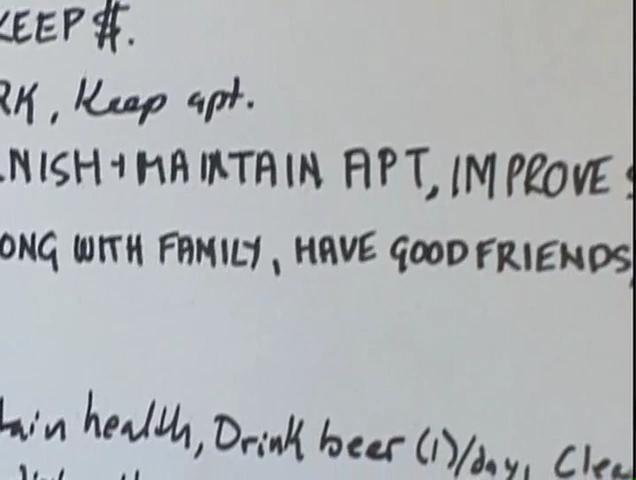 KEEP $.
RK, Keep apt.
NISH + MAINTAIN APT, IMPROVE
ONG WITH FAMILY, HAVE GOOD FRIENDS,
tain health, Drink beer (1)/day, Clea